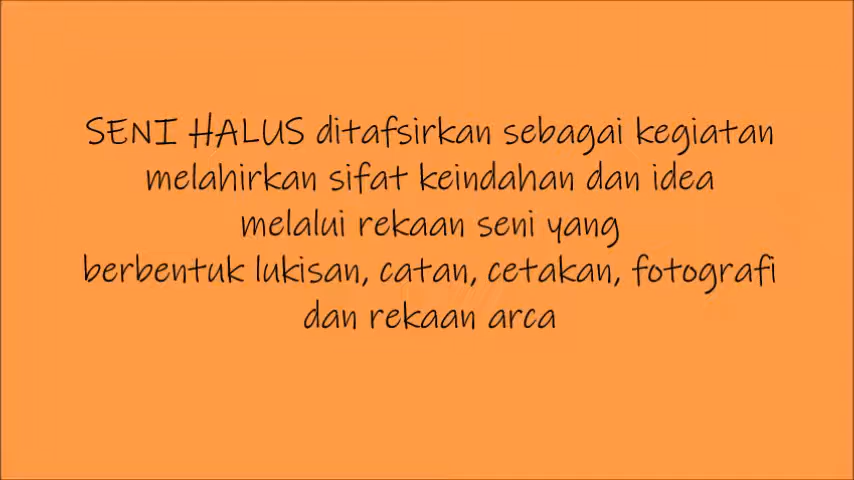 SENI HALUS ditafsirkan sebagai kegiatan
melahirkan sifat keindahan dan idea
melalui rekaan seni yang
berbentuk lukisan, catan, cetakan, fotografi
dan rekaan arca